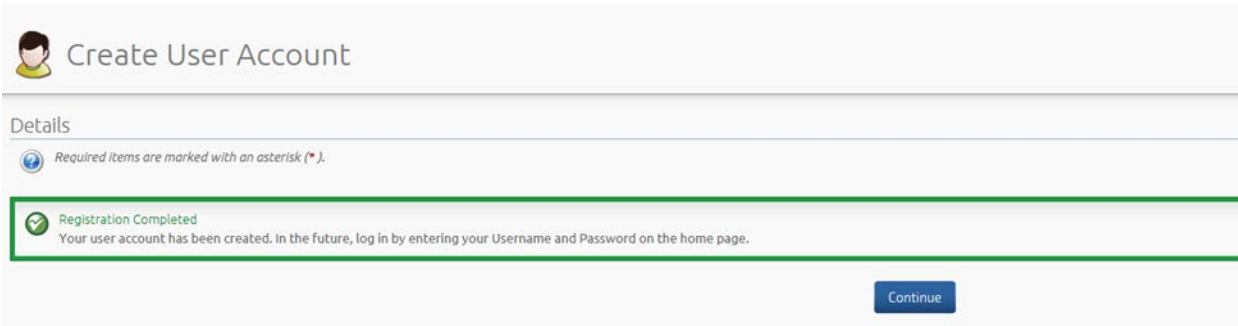 Create User Account
Details
Required items are marked with an asterisk (* ).
Registration Completed
Your user account has been created. In the future, log in by entering your Username and Password on the home page.
Continue